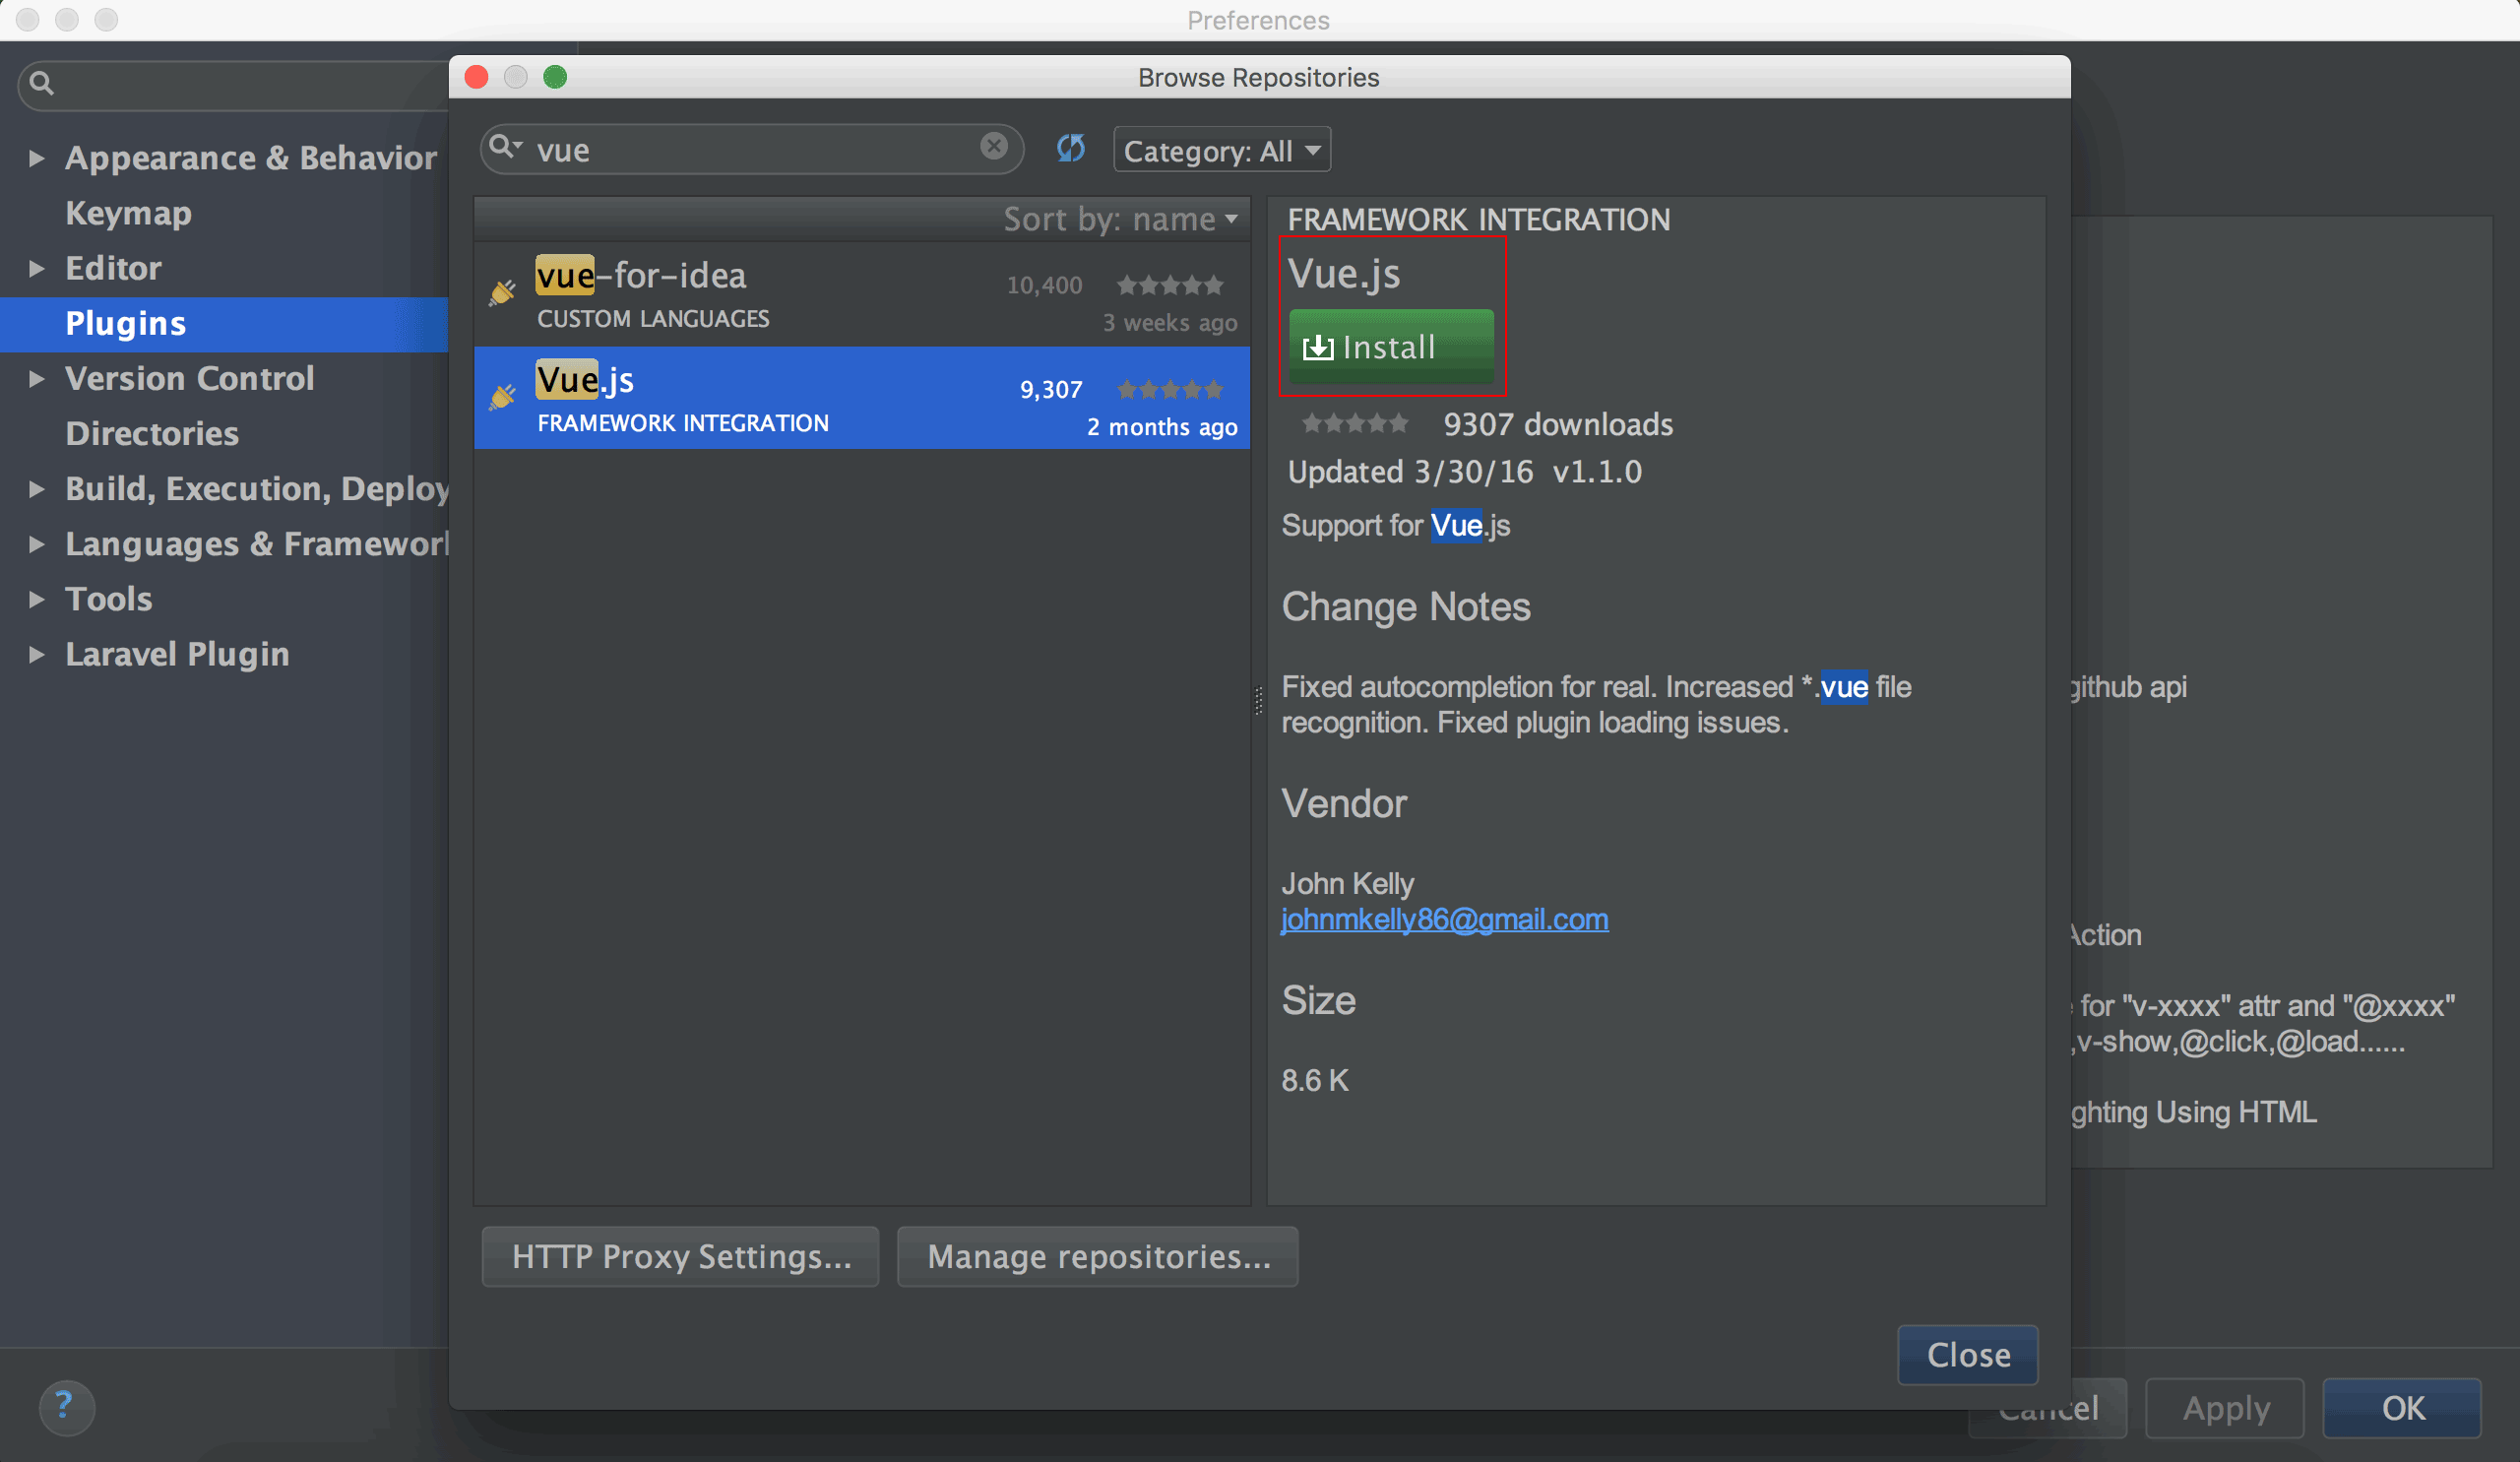 Preferences
Browse Repositories
vue
Category: All
Appearance & Behavior
Keymap
Editor
Plugins
Version Control
Directories
Build, Execution, Deploy
Languages & Framework
Tools
Laravel Plugin
Sort by: name
vue-for-idea
10,400
CUSTOM LANGUAGES
3 weeks ago
Vue.js
9,307
FRAMEWORK INTEGRATION
2 months ago
FRAMEWORK INTEGRATION
Vue.js
Install
9307 downloads
Updated 3/30/16 v1.1.0
Support for Vue.js
Change Notes
Fixed autocompletion for real. Increased *.vue file
recognition. Fixed plugin loading issues.
Vendor
John Kelly
johnmkelly86@gmail.com
Size
8.6 K
github api
Action
for "v-xxxx" attr and "@xxxx"
,v-show,@click,@load......
ghting Using HTML
HTTP Proxy Settings...
Manage repositories...
Close
?
Cancel
Apply
OK